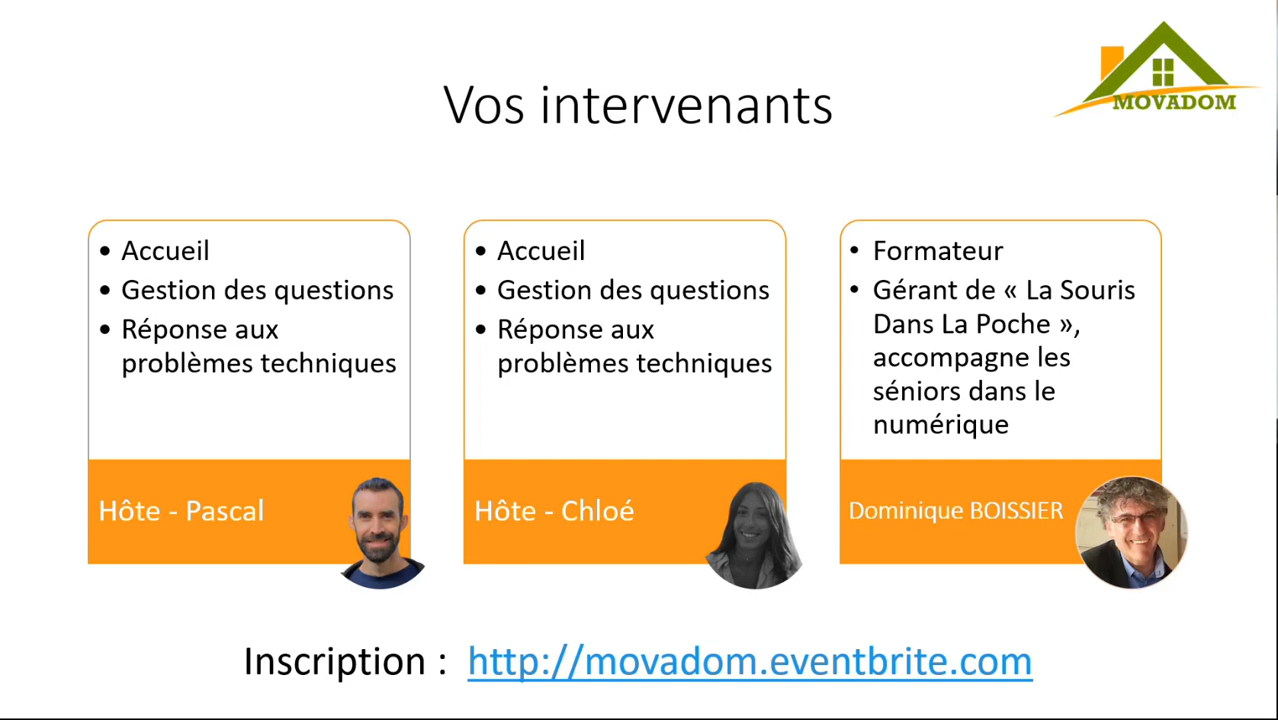 MOVADOM
Vos intervenants
• Accueil
• Gestion des questions
• Réponse aux
problèmes techniques
Hôte - Pascal
• Accueil
• Gestion des questions
• Réponse aux
problèmes techniques
Hôte - Chloé
• Formateur
• Gérant de « La Souris
Dans La Poche »,
accompagne les
séniors dans le
numérique
Dominique BOISSIER
Inscription : http://movadom.eventbrite.com